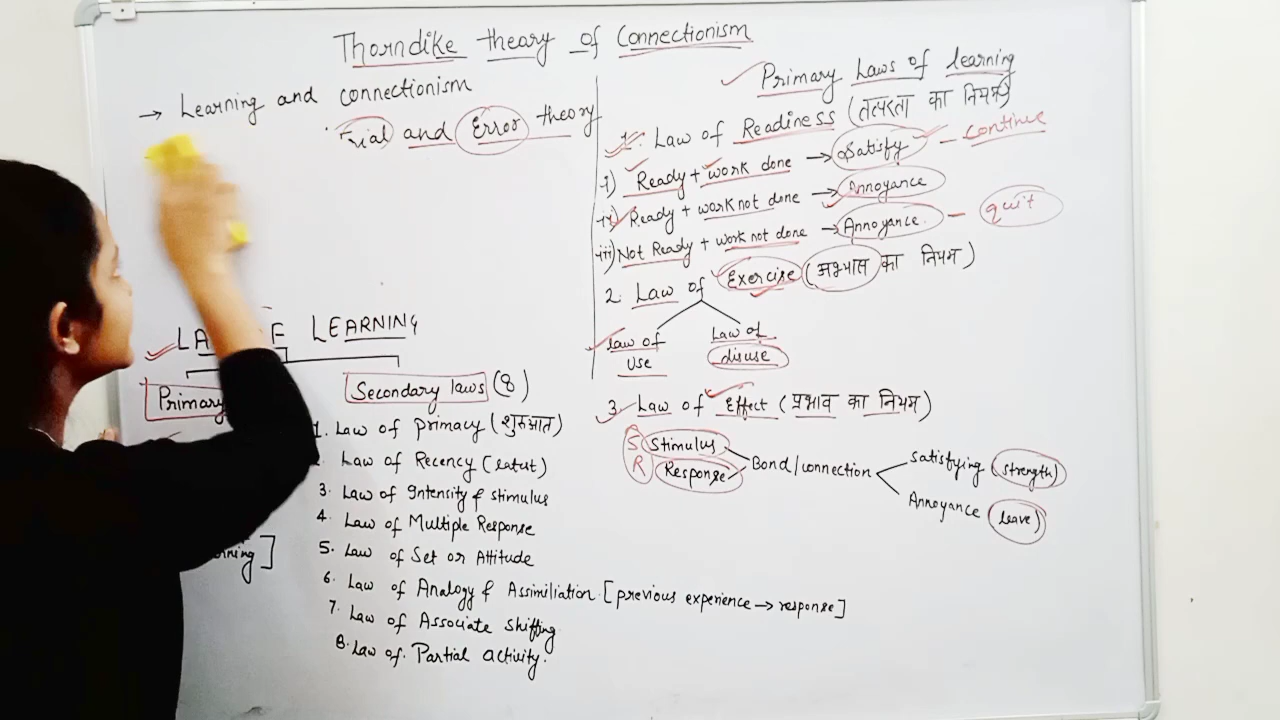 Thorndike theory of Connectionism
→ Learning and connectionism
Trial and Error theory
LEARNING
Primary
Secondary laws (8)
1. Law of primacy (शुरुआत)
Law of Recency (latest)
3. Law of Intensity of stimulus
4. Law of Multiple Response
5. Law of Set or Attitude
6. Law of Analogy of Assimiliation [previous experience → response]
7. Law of Associate Shifting
8. Law of Partial activity.
Primary Laws of learning
1. Law of Readiness (तत्परता का नियम)
i) Ready + work done → Satisfy - continue
ii) Ready + work not done → Annoyance
iii) Not Ready + work not done → Annoyance - quit
2. Law of Exercise (अभ्यास का नियम)
Law of Use
Law of disuse
3. Law of Effect (प्रभाव का नियम)
S Stimulus
R Response
Bond/connection
Satisfying (strength)
Annoyance (leave)